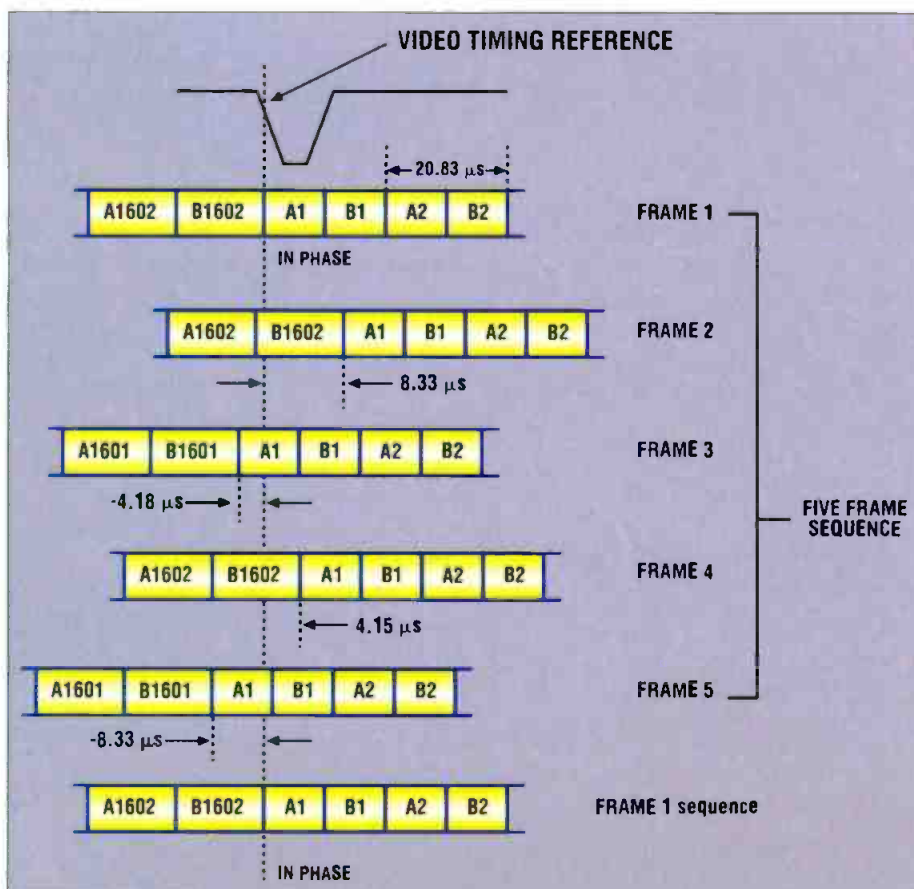 VIDEO TIMING REFERENCE
20.83 μs
A1602 B1602 A1 B1 A2 B2
FRAME 1
IN PHASE
A1602 B1602 A1 B1 A2 B2
FRAME 2
8.33 μs
A1601 B1601 A1 B1 A2 B2
FRAME 3
-4.18 μs
FIVE FRAME
SEQUENCE
A1602 B1602 A1 B1 A2 B2
FRAME 4
4.15 μs
A1601 B1601 A1 B1 A2 B2
FRAME 5
-8.33 μs
A1602 B1602 A1 B1 A2 B2
FRAME 1 sequence
IN PHASE